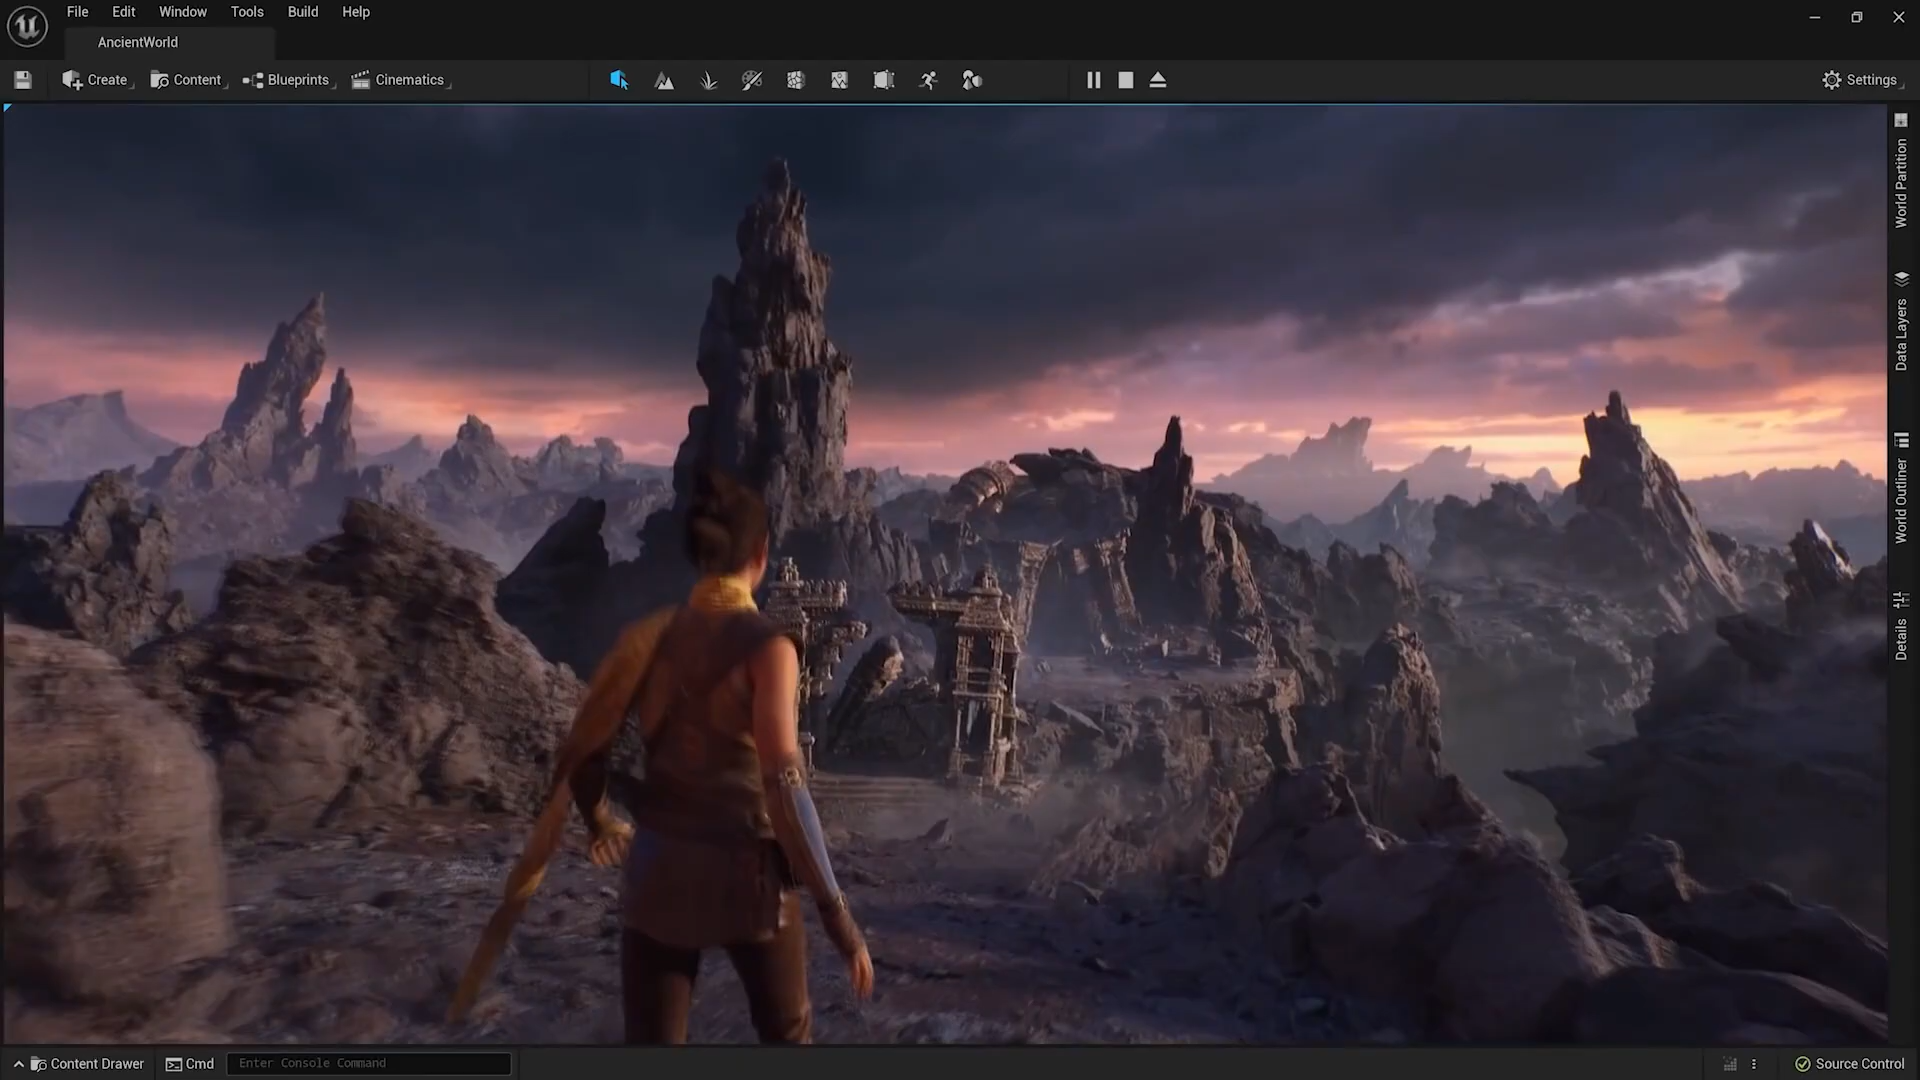 File Edit Window Tools Build Help
AncientWorld
Create Content Blueprints Cinematics Settings
World Partition
Data Layers
World Outliner
Details
Content Drawer Cmd Enter Console Command Source Control